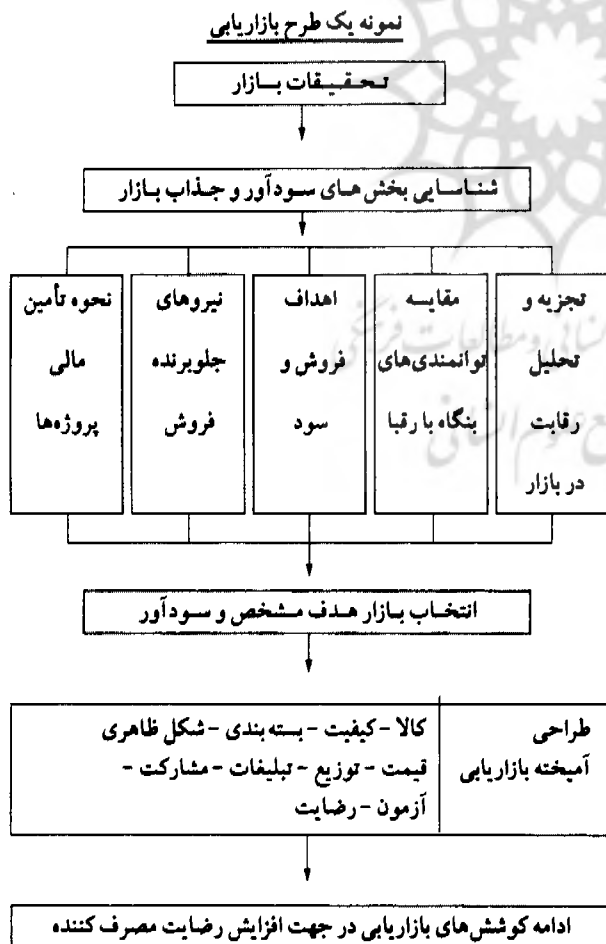 نمونه یک طرح بازاریابی
تحقیقات بازار
شناسایی بخش‌های سودآور و جذاب بازار
تجزیه و
تحلیل
رقابت
در بازار
مقایسه
توانمندی‌های
بنگاه با رقبا
اهداف
فروش و
سود
نیروهای
جلوبرنده
فروش
نحوه تأمین
مالی
پروژه‌ها
انتخاب بازار هدف مشخص و سودآور
طراحی
آمیخته بازاریابی
کالا - کیفیت - بسته‌بندی - شکل ظاهری
قیمت - توزیع - تبلیغات - مشارکت -
آزمون - رضایت
ادامه کوشش‌های بازاریابی در جهت افزایش رضایت مصرف کننده